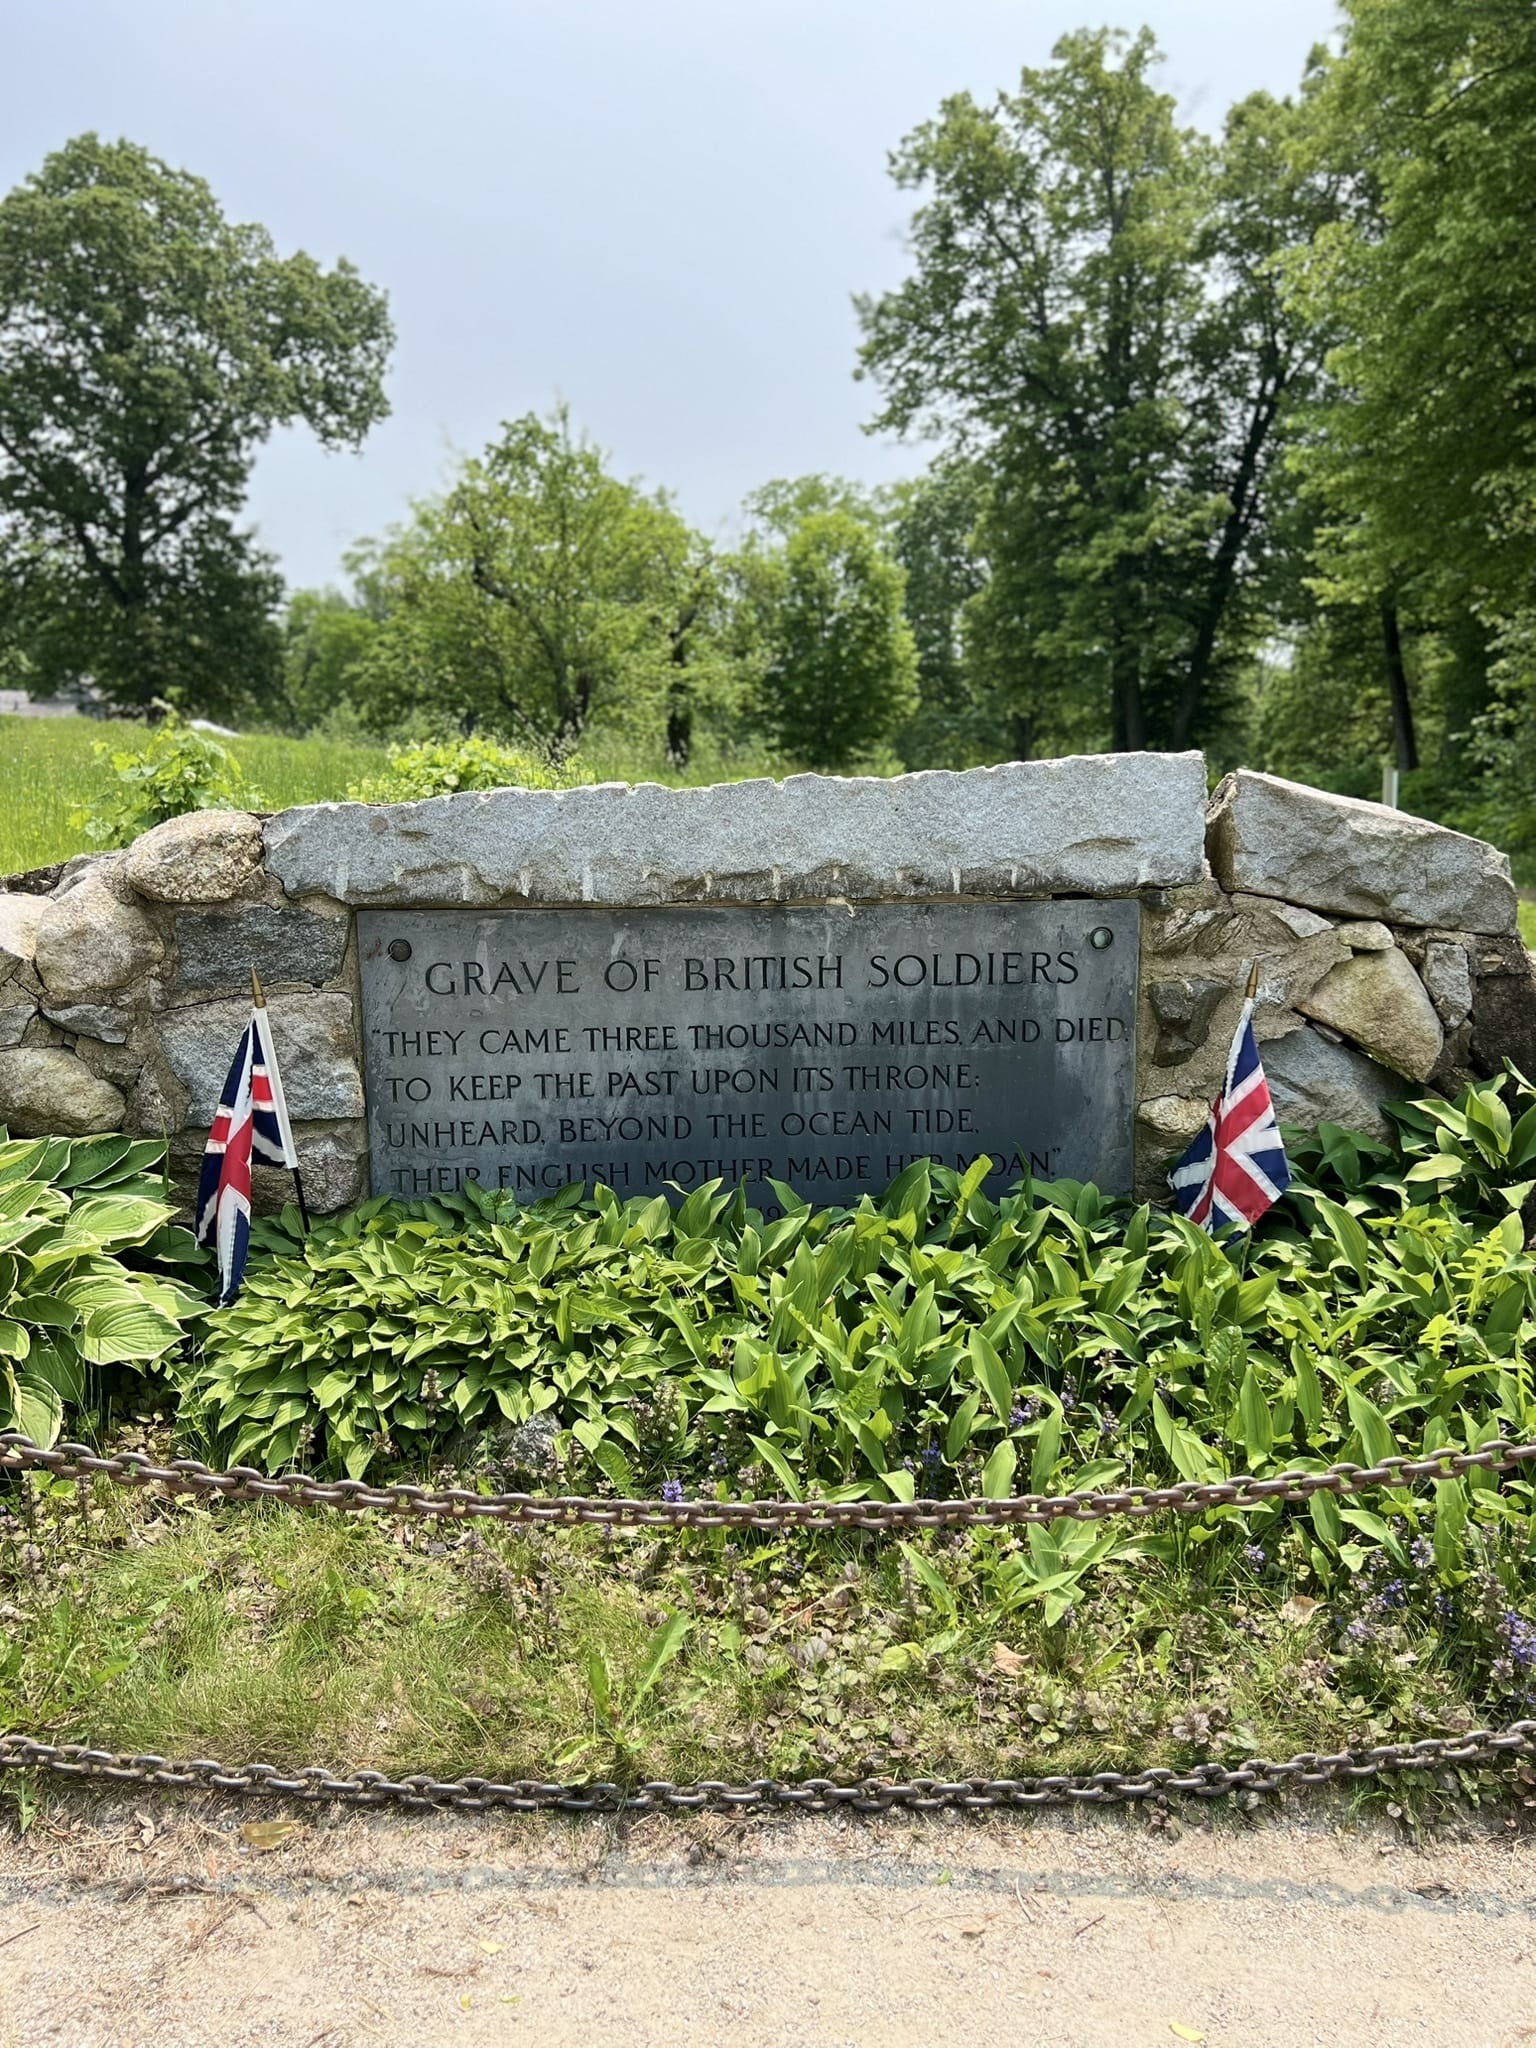 GRAVE OF BRITISH SOLDIERS
"THEY CAME THREE THOUSAND MILES, AND DIED,
TO KEEP THE PAST UPON ITS THRONE:
UNHEARD, BEYOND THE OCEAN TIDE,
THEIR ENGLISH MOTHER MADE HER MOAN."